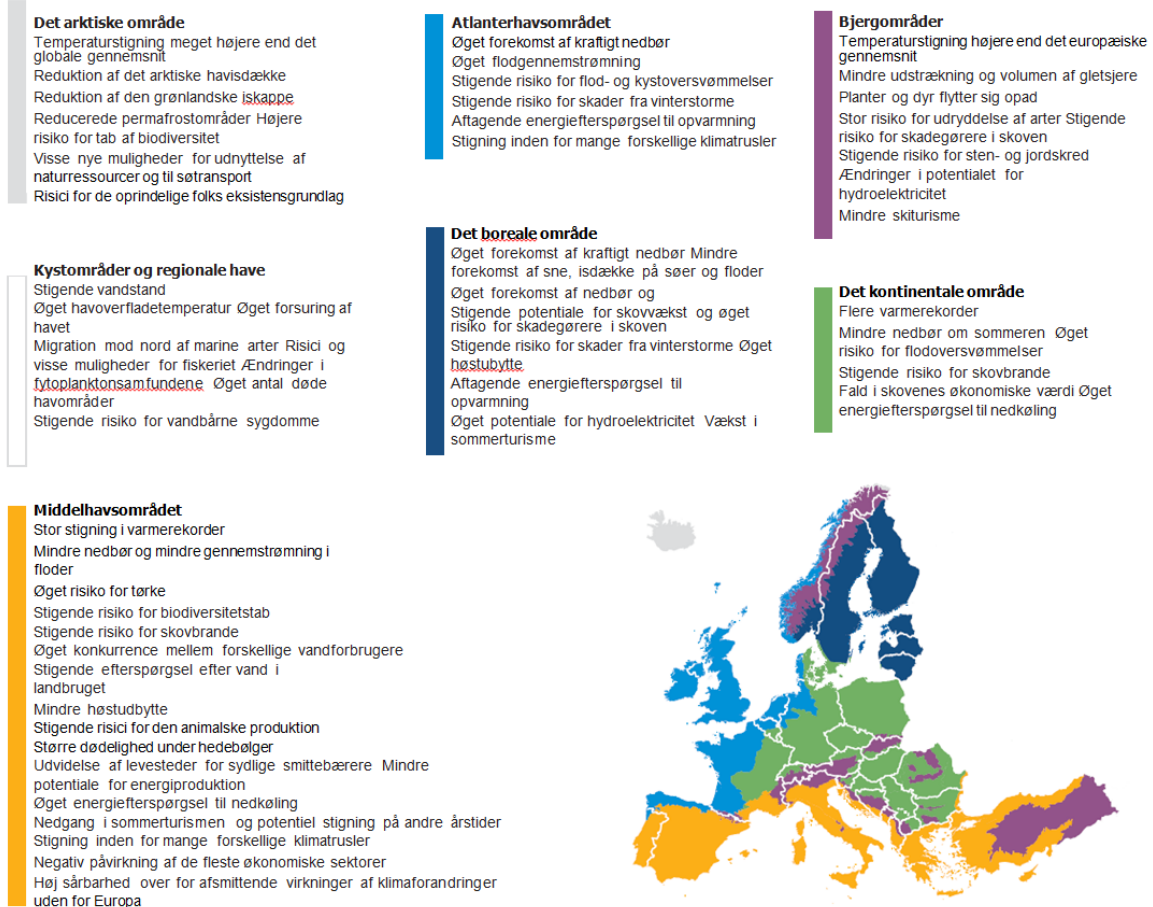 Det arktiske område
Temperaturstigning meget højere end det
globale gennemsnit
Reduktion af det arktiske havisdække
Reduktion af den grønlandske iskappe
Reducerede permafrostområder Højere
risiko for tab af biodiversitet
Visse nye muligheder for udnyttelse af
naturressourcer og til søtransport
Risici for de oprindelige folks eksistensgrundlag
Atlanterhavsområdet
Øget forekomst af kraftigt nedbør
Øget flodgennemstrømning
Stigende risiko for flod- og kystoversvømmelser
Stigende risiko for skader fra vinterstorme
Aftagende energiefterspørgsel til opvarmning
Stigning inden for mange forskellige klimatrusler
Bjergområder
Temperaturstigning højere end det europæiske
gennemsnit
Mindre udstrækning og volumen af gletsjere
Planter og dyr flytter sig opad
Stor risiko for udryddelse af arter Stigende
risiko for skadegørere i skoven
Stigende risiko for sten- og jordskred
Ændringer i potentialet for
hydroelektricitet
Mindre skiturisme
Kystområder og regionale have
Stigende vandstand
Øget havoverfladetemperatur Øget forsuring af
havet
Migration mod nord af marine arter Risici og
visse muligheder for fiskeriet Ændringer i
fytoplanktonsamfundene Øget antal døde
havområder
Stigende risiko for vandbårne sygdomme
Det boreale område
Øget forekomst af kraftigt nedbør Mindre
forekomst af sne, isdække på søer og floder
Øget forekomst af nedbør og
Stigende potentiale for skovvækst og øget
risiko for skadegørere i skoven
Stigende risiko for skader fra vinterstorme Øget
høstubytte
Aftagende energiefterspørgsel til
opvarmning
Øget potentiale for hydroelektricitet Vækst i
sommerturisme
Det kontinentale område
Flere varmerekorder
Mindre nedbør om sommeren Øget
risiko for flodoversvømmelser
Stigende risiko for skovbrande
Fald i skovenes økonomiske værdi Øget
energiefterspørgsel til nedkøling
Middelhavsområdet
Stor stigning i varmerekorder
Mindre nedbør og mindre gennemstrømning i
floder
Øget risiko for tørke
Stigende risiko for biodiversitetstab
Stigende risiko for skovbrande
Øget konkurrence mellem forskellige vandforbrugere
Stigende efterspørgsel efter vand i
landbruget
Mindre høstudbytte
Stigende risici for den animalske produktion
Større dødelighed under hedebølger
Udvidelse af levesteder for sydlige smittebærere Mindre
potentiale for energiproduktion
Øget energiefterspørgsel til nedkøling
Nedgang i sommerturismen og potentiel stigning på andre årstider
Stigning inden for mange forskellige klimatrusler
Negativ påvirkning af de fleste økonomiske sektorer
Høj sårbarhed over for afsmittende virkninger af klimaforandringer
uden for Europa